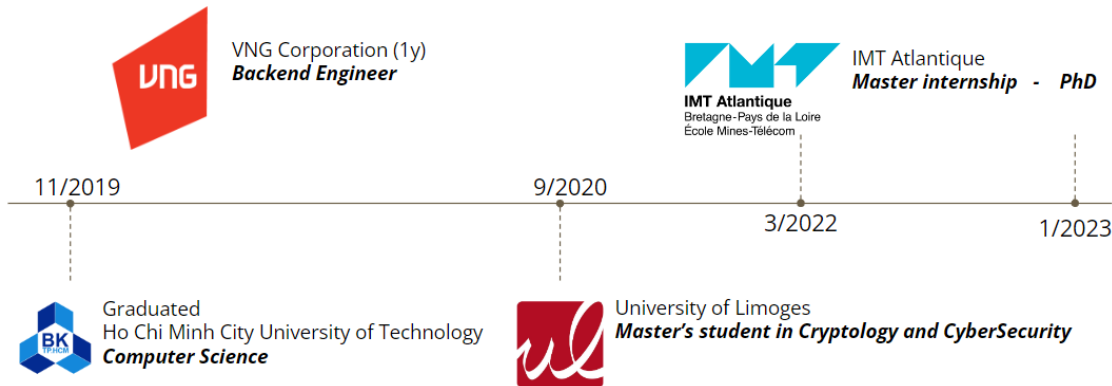 VNG
VNG Corporation (1y)
Backend Engineer
IMT Atlantique
Bretagne-Pays de la Loire
École Mines-Télécom
IMT Atlantique
Master internship - PhD
11/2019
9/2020
3/2022
1/2023
BK
TP.HCM
Graduated
Ho Chi Minh City University of Technology
Computer Science
ul
University of Limoges
Master's student in Cryptology and CyberSecurity